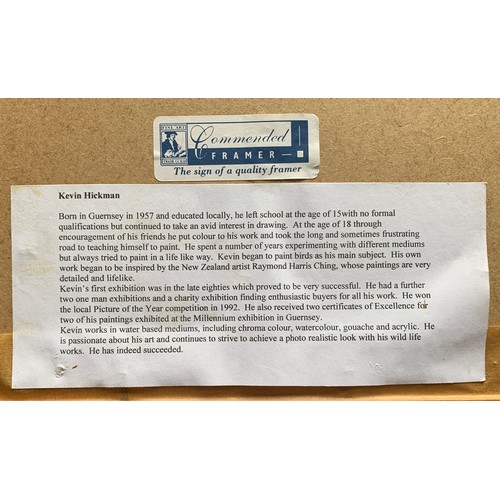 FINE ART
TRADE GUILD
Commended
FRAMER
The sign of a quality framer
Kevin Hickman
Born in Guernsey in 1957 and educated locally, he left school at the age of 15with no formal
qualifications but continued to take an avid interest in drawing. At the age of 18 through
encouragement of his friends he put colour to his work and took the long and sometimes frustrating
road to teaching himself to paint. He spent a number of years experimenting with different mediums
but always tried to paint in a life like way. Kevin began to paint birds as his main subject. His own
work began to be inspired by the New Zealand artist Raymond Harris Ching, whose paintings are very
detailed and lifelike.
Kevin's first exhibition was in the late eighties which proved to be very successful. He had a further
two one man exhibitions and a charity exhibition finding enthusiastic buyers for all his work. He won
the local Picture of the Year competition in 1992. He also received two certificates of Excellence for
two of his paintings exhibited at the Millennium exhibition in Guernsey.
Kevin works in water based mediums, including chroma colour, watercolour, gouache and acrylic. He
is passionate about his art and continues to strive to achieve a photo realistic look with his wild life
works. He has indeed succeeded.